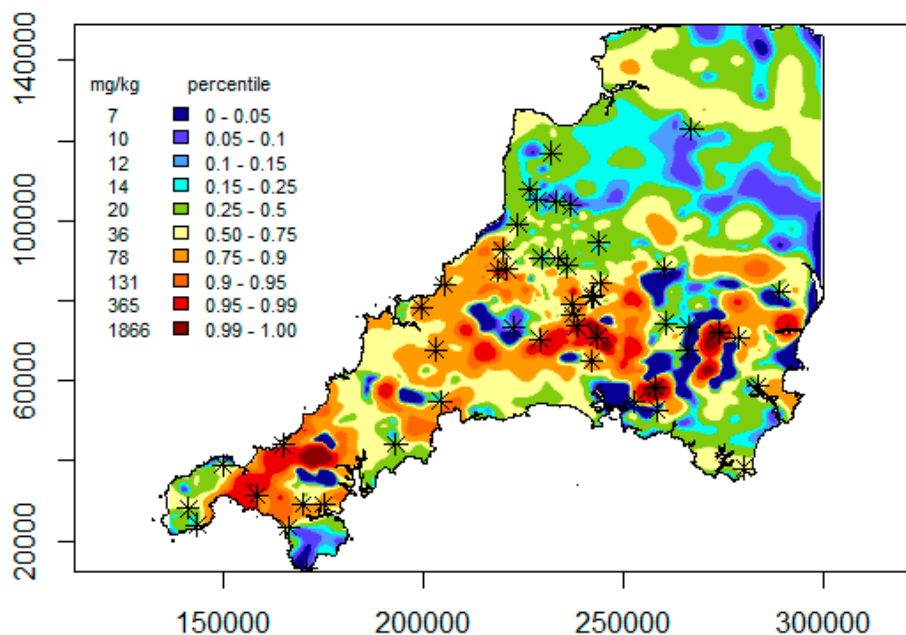 140000
100000
60000
20000
mg/kg percentile
7 0 - 0.05
10 0.05 - 0.1
12 0.1 - 0.15
14 0.15 - 0.25
20 0.25 - 0.5
36 0.50 - 0.75
78 0.75 - 0.9
131 0.9 - 0.95
365 0.95 - 0.99
1866 0.99 - 1.00
150000 200000 250000 300000